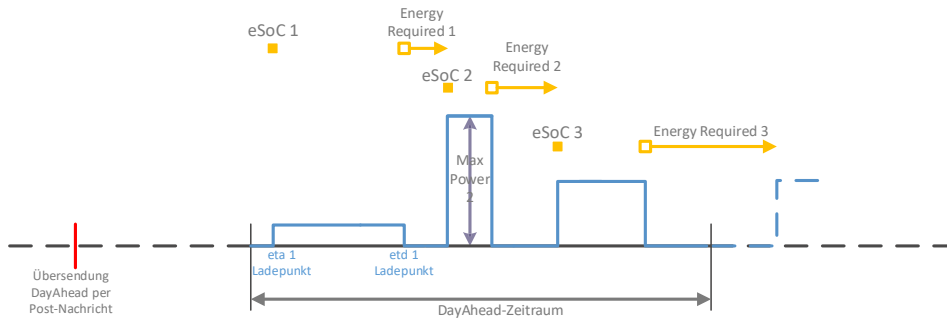 eSoC 1
Energy
Required 1
Energy
Required 2
eSoC 2
eSoC 3
Energy Required 3
Max
Power
2
eta 1
Ladepunkt
etd 1
Ladepunkt
Übersendung
DayAhead per
Post-Nachricht
DayAhead-Zeitraum